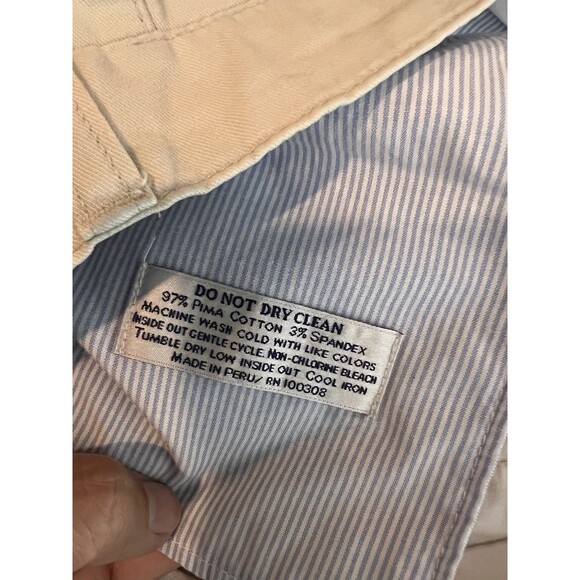 DO NOT DRY CLEAN
97% PIMA COTTON 3% SPANDEX
MACHINE WASH COLD WITH LIKE COLORS
INSIDE OUT GENTLE CYCLE. NON-CHLORINE BLEACH
TUMBLE DRY LOW INSIDE OUT COOL IRON
MADE IN PERU/ RN 100308